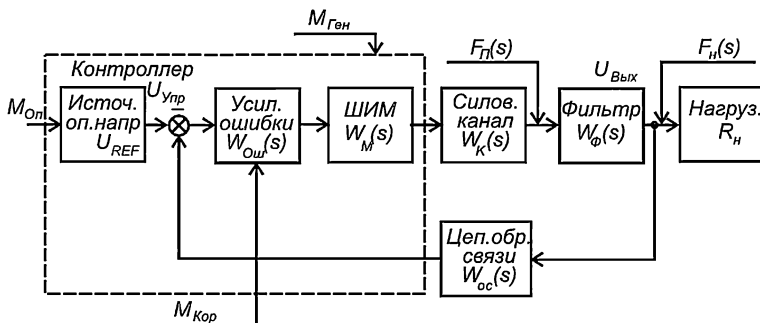 M_Ген
Контроллер
U_Упр
–
M_Оп
Источ.
оп.напр
U_REF
Усил.
ошибки
W_Ош(s)
ШИМ
W_М(s)
Силов.
канал
W_К(s)
F_П(s)
U_Вых
Фильтр
W_Ф(s)
F_н(s)
Нагруз.
R_н
Цеп.обр.
связи
W_ос(s)
M_Кор